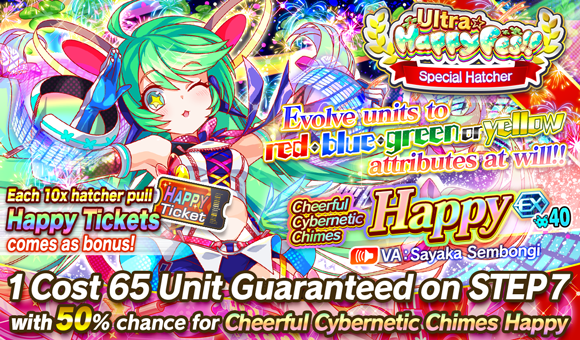 Ultra
Happy Fes!!
Special Hatcher
Evolve units to
red・blue・green or yellow
attributes at will!!
Each 10x hatcher pull
Happy Tickets
comes as bonus!
HAPPY
Ticket
Cheerful
Cybernetic
Chimes
Happy
EX
40
VA: Sayaka Sembongi
1 Cost 65 Unit Guaranteed on STEP 7
with 50% chance for Cheerful Cybernetic Chimes Happy